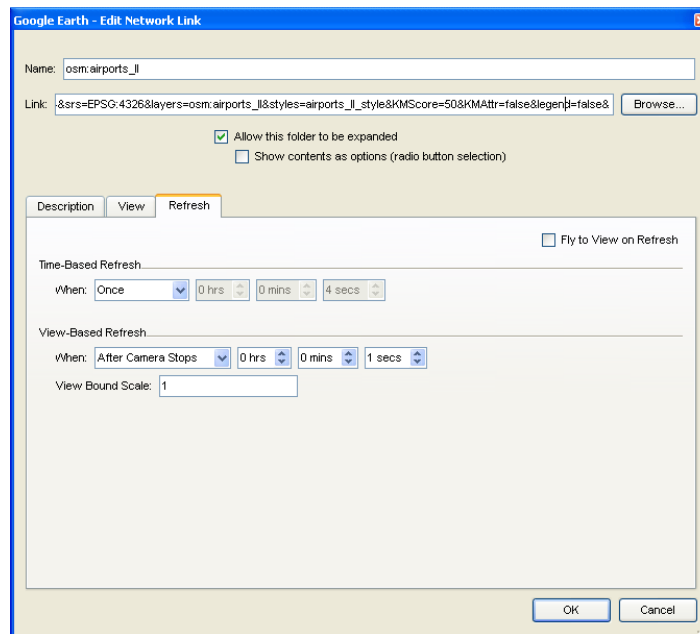 Google Earth - Edit Network Link
Name: osm:airports_ll
Link: &srs=EPSG:4326&layers=osm:airports_ll&styles=airports_ll_style&KMScore=50&KMAttr=false&legend=false& Browse...
Allow this folder to be expanded
Show contents as options (radio button selection)
Description View Refresh
Fly to View on Refresh
Time-Based Refresh
When: Once 0 hrs 0 mins 4 secs
View-Based Refresh
When: After Camera Stops 0 hrs 0 mins 1 secs
View Bound Scale: 1
OK Cancel